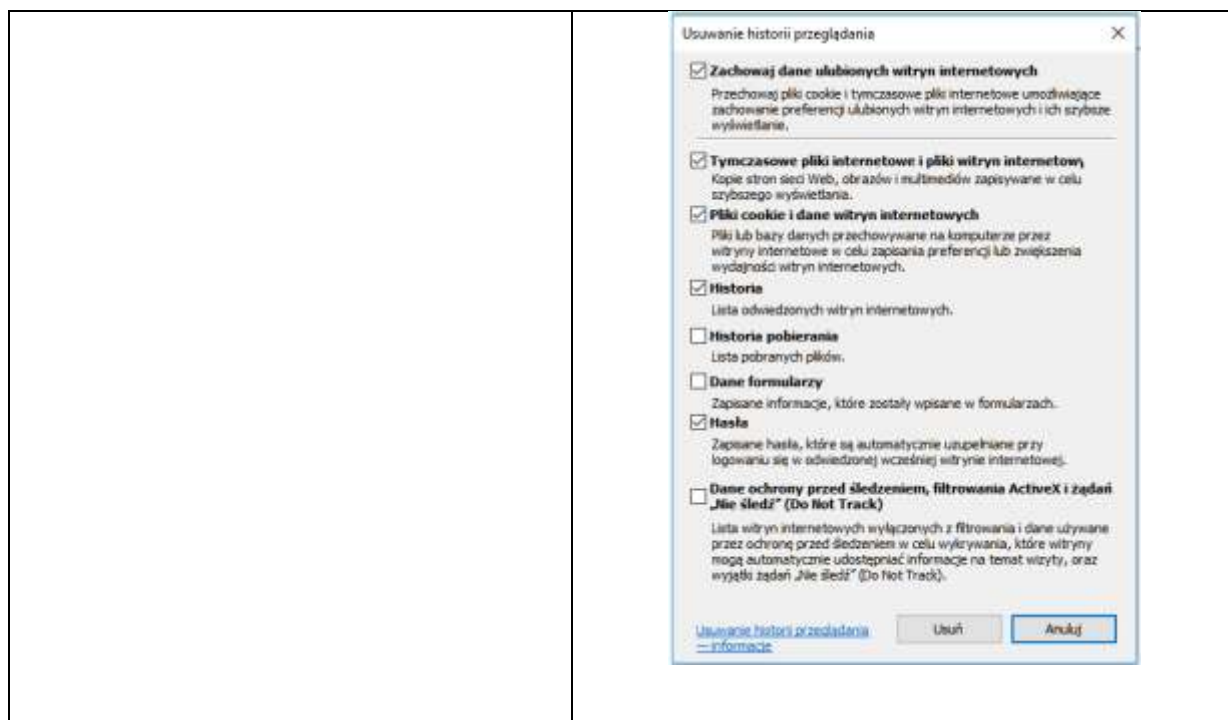 Usuwanie historii przeglądania
Zachowaj dane ulubionych witryn internetowych
Przechowaj pliki cookie i tymczasowe pliki internetowe umożliwiające
zachowanie preferencji ulubionych witryn internetowych i ich szybsze
wyświetlanie.
Tymczasowe pliki internetowe i pliki witryn internetowy
Kopie stron sieci Web, obrazów i multimediów zapisywane w celu
szybszego wyświetlania.
Pliki cookie i dane witryn internetowych
Pliki lub bazy danych przechowywane na komputerze przez
witryny internetowe w celu zapisania preferencji lub zwiększenia
wydajności witryn internetowych.
Historia
Lista odwiedzonych witryn internetowych.
Historia pobierania
Lista pobranych plików.
Dane formularzy
Zapisane informacje, które zostały wpisane w formularzach.
Hasła
Zapisane hasła, które są automatycznie uzupełniane przy
logowaniu się w odwiedzonej wcześniej witrynie internetowej.
Dane ochrony przed śledzeniem, filtrowania ActiveX i żądań
„Nie śledź” (Do Not Track)
Lista witryn internetowych wyłączonych z filtrowania i dane używane
przez ochronę przed śledzeniem w celu wykrywania, które witryny
mogą automatycznie udostępniać informacje na temat wizyty, oraz
wyjątki żądań „Nie śledź” (Do Not Track).
Usuwanie historii przeglądania
— informacje
Usuń
Anuluj